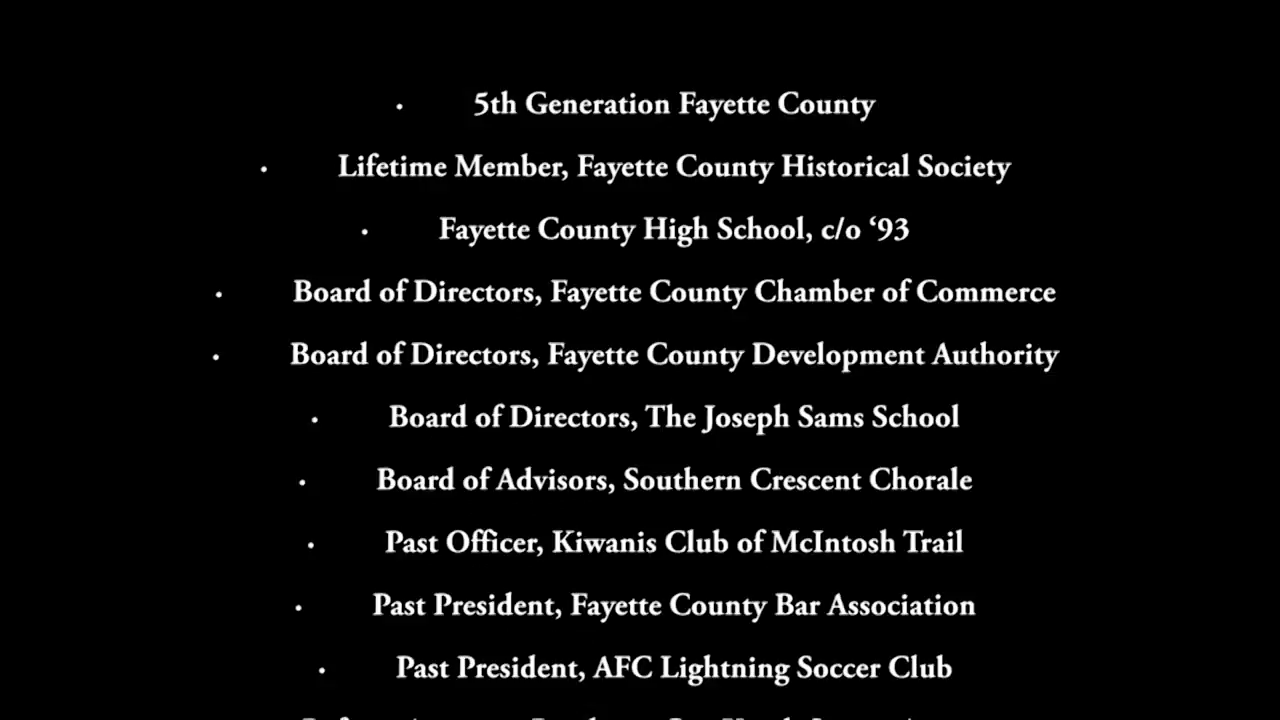 • 5th Generation Fayette County
• Lifetime Member, Fayette County Historical Society
• Fayette County High School, c/o ‘93
• Board of Directors, Fayette County Chamber of Commerce
• Board of Directors, Fayette County Development Authority
• Board of Directors, The Joseph Sams School
• Board of Advisors, Southern Crescent Chorale
• Past Officer, Kiwanis Club of McIntosh Trail
• Past President, Fayette County Bar Association
• Past President, AFC Lightning Soccer Club